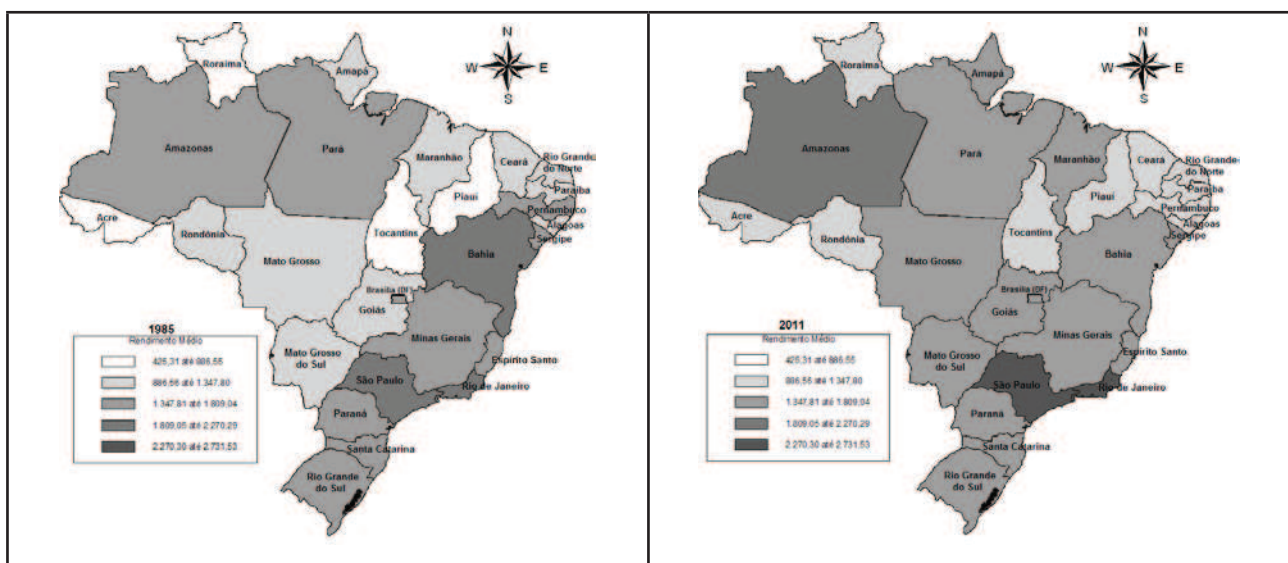 N
W E
S
Roraima
Amapá
Amazonas
Pará
Maranhão
Ceará
Rio Grande
do Norte
Paraíba
Piauí
Pernambuco
Acre
Alagoas
Sergipe
Rondônia
Tocantins
Bahia
Mato Grosso
Brasília (DF)
Goiás
Minas Gerais
Mato Grosso
do Sul
Espírito Santo
São Paulo
Rio de Janeiro
Paraná
Santa Catarina
Rio Grande
do Sul
1985
Rendimento Médio
425,31 até 886,55
886,56 até 1.347,80
1.347,81 até 1.809,04
1.809,05 até 2.270,29
2.270,30 até 2.731,53
N
W E
S
Roraima
Amapá
Amazonas
Pará
Maranhão
Ceará
Rio Grande
do Norte
Paraíba
Piauí
Pernambuco
Acre
Alagoas
Sergipe
Rondônia
Tocantins
Bahia
Mato Grosso
Brasília (DF)
Goiás
Minas Gerais
Mato Grosso
do Sul
Espírito Santo
São Paulo
Rio de Janeiro
Paraná
Santa Catarina
Rio Grande
do Sul
2011
Rendimento Médio
425,31 até 886,55
886,56 até 1.347,80
1.347,81 até 1.809,04
1.809,05 até 2.270,29
2.270,30 até 2.731,53